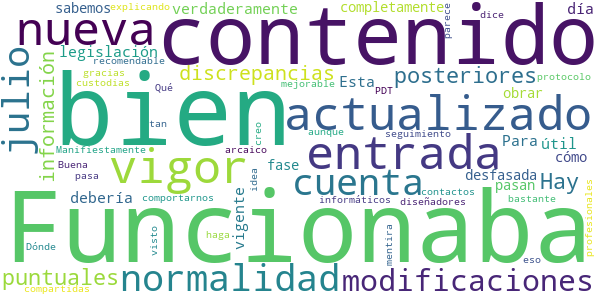 sabemos
explicando
verdaderamente
completamente
parece
dice
día
nueva
contenido
legislación
recomendable
gracias
custodias
discrepancias
Esta
posteriores
protocolo
julio
información
bien
Qué
mejorable
PDT
obrar
actualizado
tan
aunque
seguimiento
Para
útil
cómo
Manifiestamente
Buena
arcaico
creo
pasa
vigor
fase
entrada
desfasada
pasan
Hay
debería
comportarnos
vigente
idea
cuenta
contactos
bastante
informáticos
diseñadores
profesionales
Funcionaba
Dónde
visto
haga
mentira
eso
puntuales
compartidas
normalidad
modificaciones